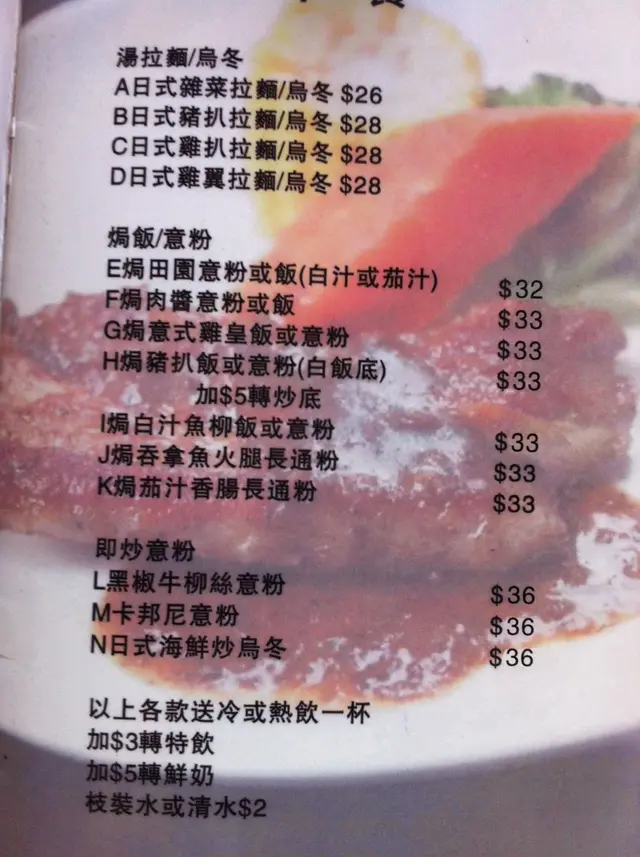 湯拉麵/烏冬
A日式雜菜拉麵/烏冬 $26
B日式豬扒拉麵/烏冬 $28
C日式雞扒拉麵/烏冬 $28
D日式雞翼拉麵/烏冬 $28
焗飯/意粉
E焗田園意粉或飯(白汁或茄汁) $32
F焗肉醬意粉或飯 $33
G焗意式雞皇飯或意粉 $33
H焗豬扒飯或意粉(白飯底) $33
加$5轉炒底
I焗白汁魚柳飯或意粉 $33
J焗吞拿魚火腿長通粉 $33
K焗茄汁香腸長通粉 $33
即炒意粉
L黑椒牛柳絲意粉 $36
M卡邦尼意粉 $36
N日式海鮮炒烏冬 $36
以上各款送冷或熱飲一杯
加$3轉特飲
加$5轉鮮奶
枝裝水或清水$2